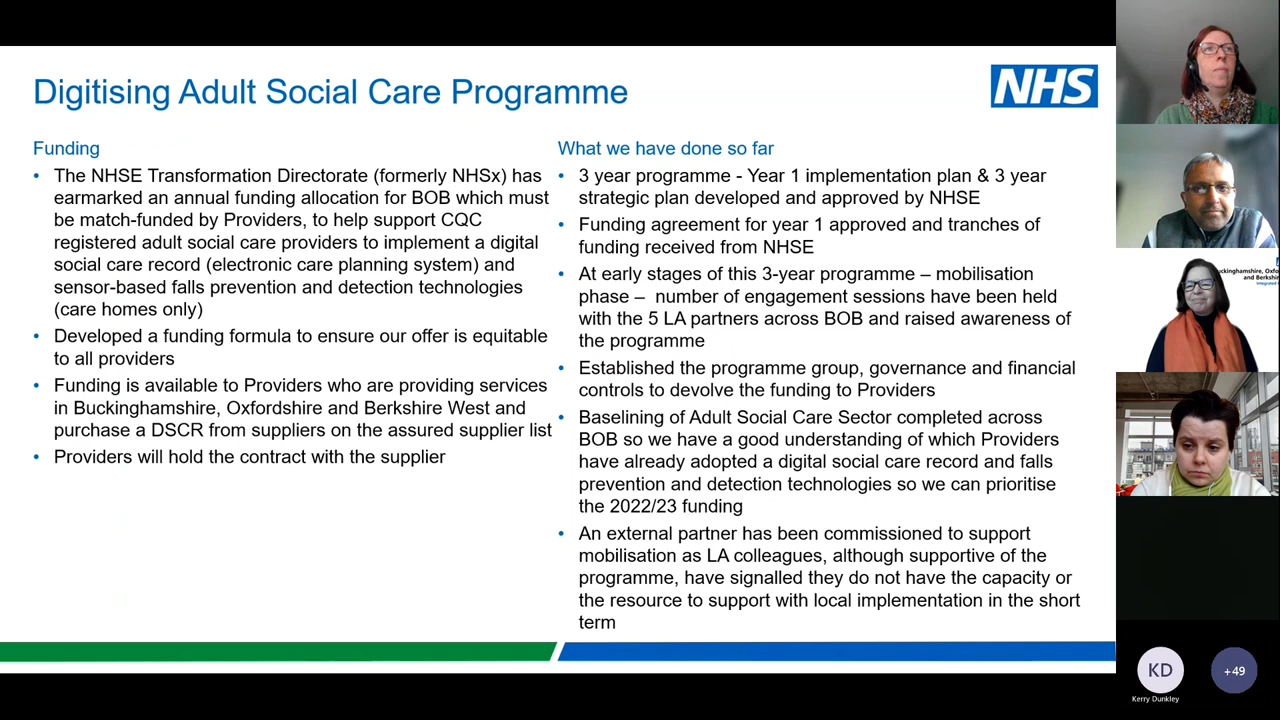 Digitising Adult Social Care Programme
NHS
Funding
• The NHSE Transformation Directorate (formerly NHSx) has
earmarked an annual funding allocation for BOB which must
be match-funded by Providers, to help support CQC
registered adult social care providers to implement a digital
social care record (electronic care planning system) and
sensor-based falls prevention and detection technologies
(care homes only)
• Developed a funding formula to ensure our offer is equitable
to all providers
• Funding is available to Providers who are providing services
in Buckinghamshire, Oxfordshire and Berkshire West and
purchase a DSCR from suppliers on the assured supplier list
• Providers will hold the contract with the supplier
What we have done so far
• 3 year programme - Year 1 implementation plan & 3 year
strategic plan developed and approved by NHSE
• Funding agreement for year 1 approved and tranches of
funding received from NHSE
• At early stages of this 3-year programme – mobilisation
phase – number of engagement sessions have been held
with the 5 LA partners across BOB and raised awareness of
the programme
• Established the programme group, governance and financial
controls to devolve the funding to Providers
• Baselining of Adult Social Care Sector completed across
BOB so we have a good understanding of which Providers
have already adopted a digital social care record and falls
prevention and detection technologies so we can prioritise
the 2022/23 funding
• An external partner has been commissioned to support
mobilisation as LA colleagues, although supportive of the
programme, have signalled they do not have the capacity or
the resource to support with local implementation in the short
term
uckinghamshire, Oxfo
and Berksh
Integrated
KD
+49
Kerry Dunkley